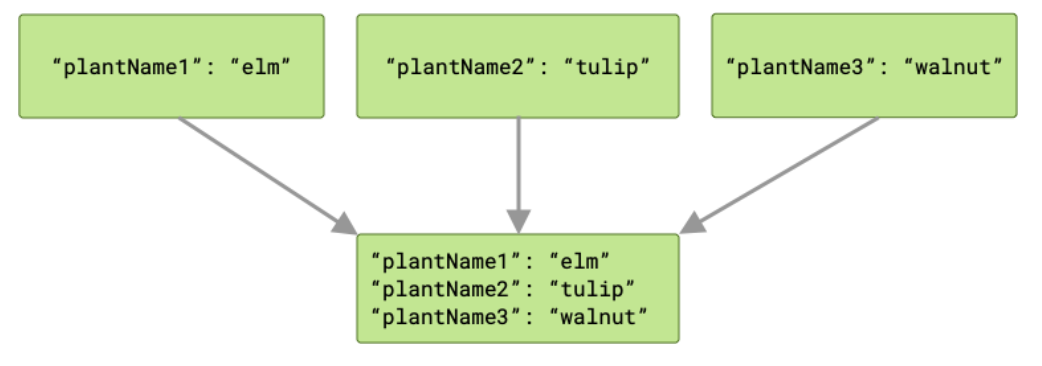 “plantName1”: “elm”
“plantName2”: “tulip”
“plantName3”: “walnut”
“plantName1”: “elm”
“plantName2”: “tulip”
“plantName3”: “walnut”